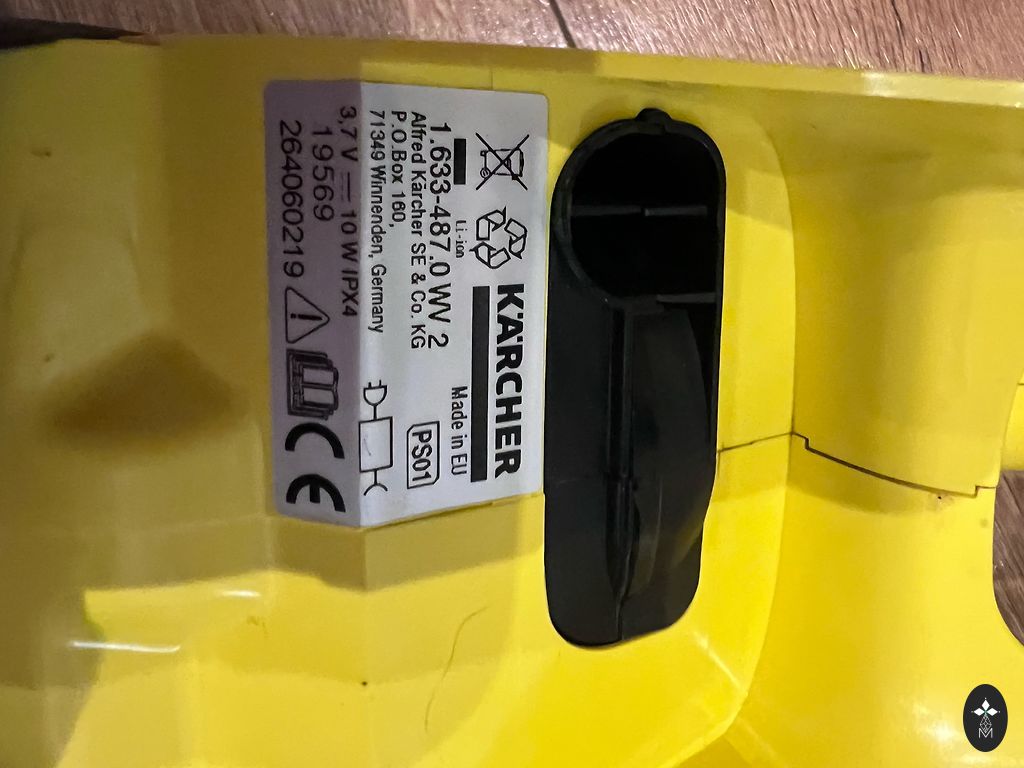 KÄRCHER
Li-ion
Made in EU
1.633-487.0 WV 2
Alfred Kärcher SE & Co. KG
P.O.Box 160,
71349 Winnenden, Germany
PS01
3,7 V ⎓ 10 W IPX4
19569
264060219
CE
M